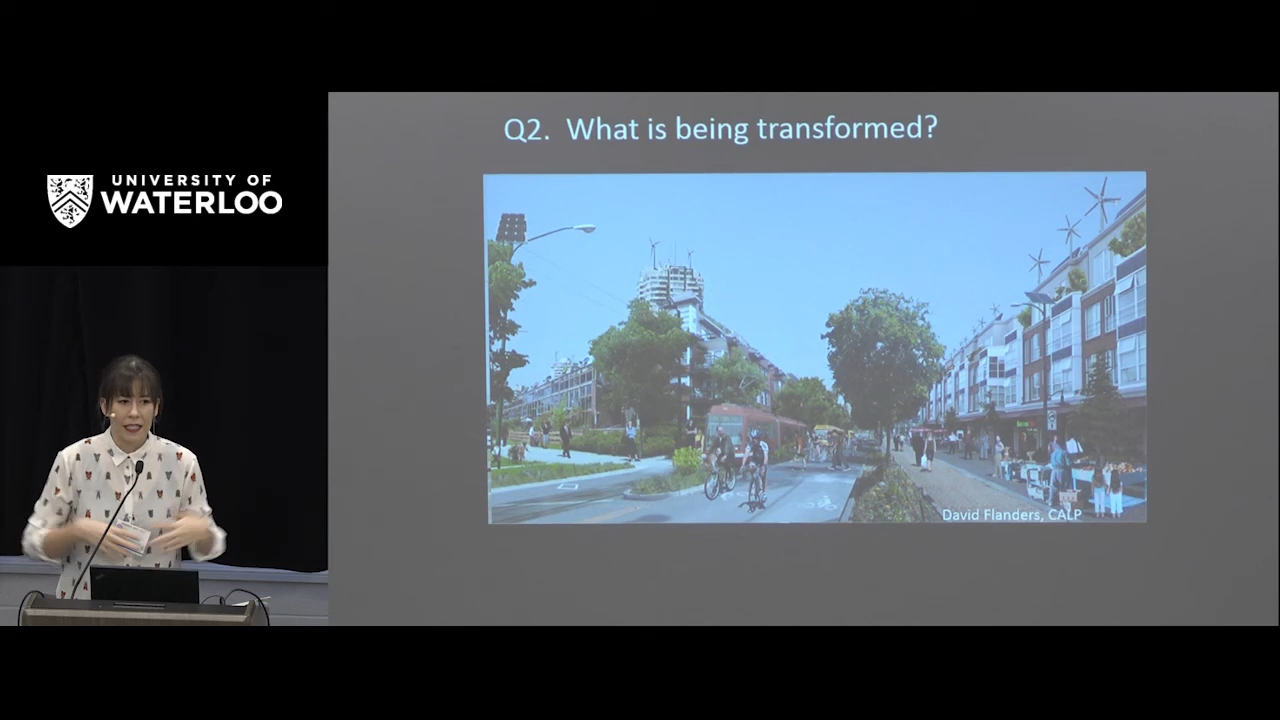 UNIVERSITY OF
WATERLOO
Q2. What is being transformed?
David Flanders, CALP